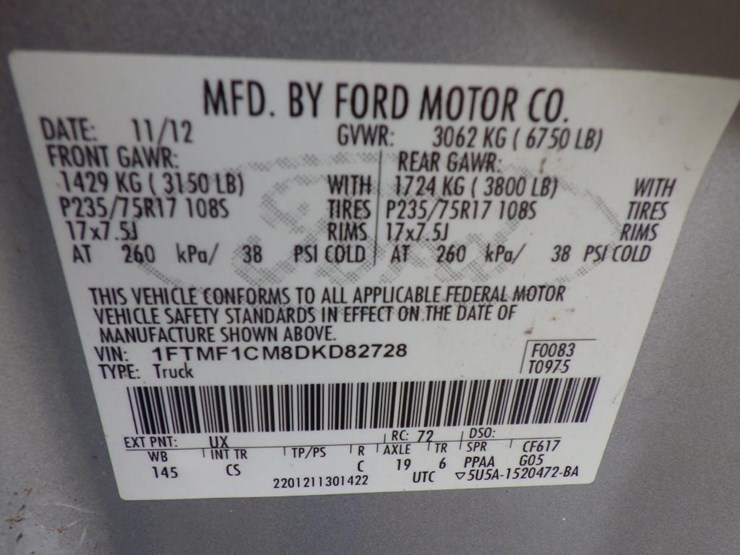 MFD. BY FORD MOTOR CO.
DATE: 11/12 GVWR: 3062 KG ( 6750 LB)
FRONT GAWR: REAR GAWR:
1429 KG ( 3150 LB) WITH 1724 KG ( 3800 LB) WITH
P235/75R17 108S TIRES P235/75R17 108S TIRES
17x7.5J RIMS 17x7.5J RIMS
AT 260 kPa/ 38 PSI COLD AT 260 kPa/ 38 PSI COLD
THIS VEHICLE CONFORMS TO ALL APPLICABLE FEDERAL MOTOR
VEHICLE SAFETY STANDARDS IN EFFECT ON THE DATE OF
MANUFACTURE SHOWN ABOVE.
VIN: 1FTMF1CM8DKD82728 F0083
TYPE: Truck T0975
EXT PNT: UX RC: 72 DSO:
WB INT TR TP/PS R AXLE TR SPR CF617
145 CS C 19 6 PPAA G05
2201211301422 UTC ▽5U5A-1520472-BA